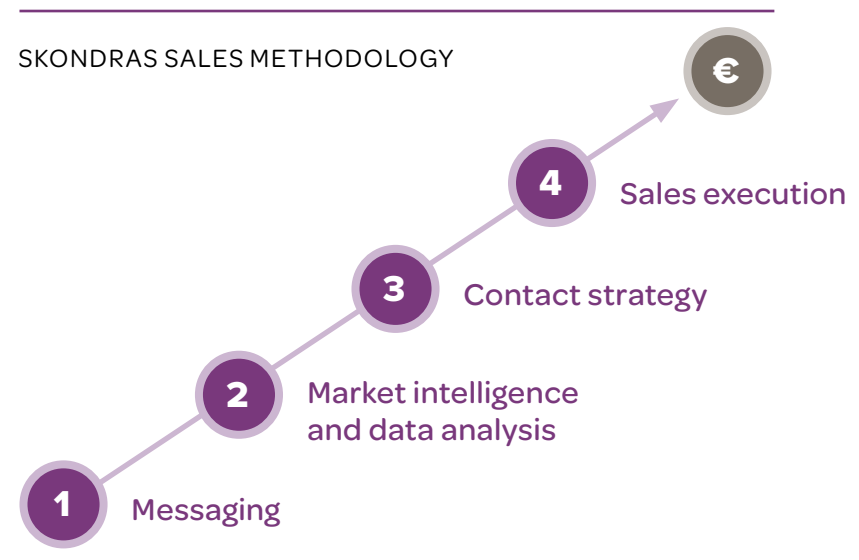 SKONDRAS SALES METHODOLOGY
€
4
Sales execution
3
Contact strategy
2
Market intelligence
and data analysis
1
Messaging